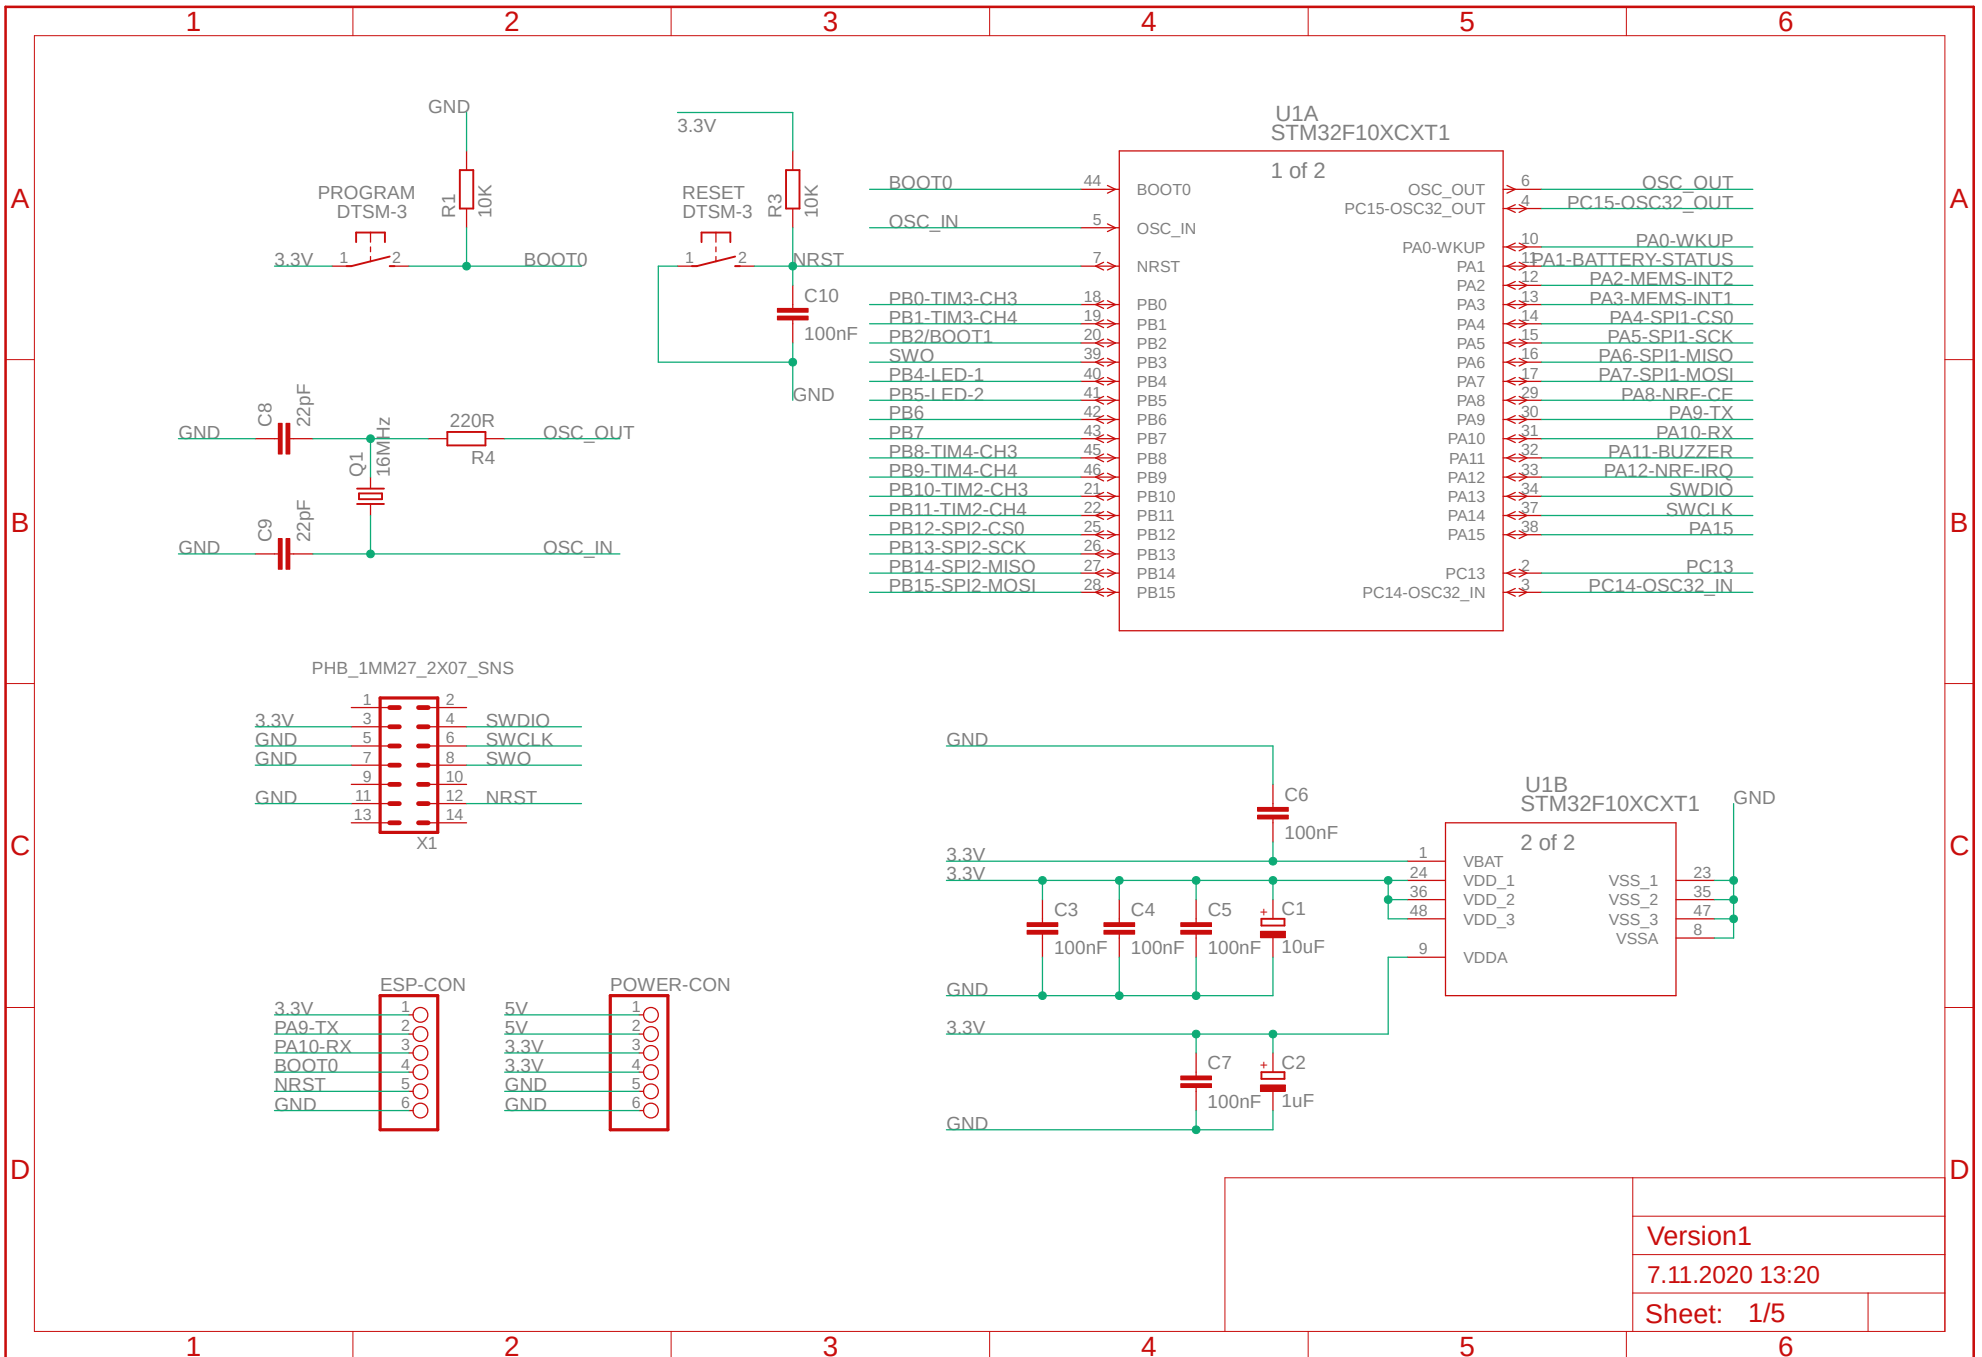 1 2 3 4 5 6
A A
B B
C C
D D
GND
R1
10K
PROGRAM
DTSM-3
3.3V 1 2 BOOT0
3.3V
R3
10K
RESET
DTSM-3
1 2 NRST
C10
100nF
GND
U1A
STM32F10XCXT1
1 of 2
BOOT0 44 BOOT0
OSC_IN 5 OSC_IN
7 NRST
PB0-TIM3-CH3 18 PB0
PB1-TIM3-CH4 19 PB1
PB2/BOOT1 20 PB2
SWO 39 PB3
PB4-LED-1 40 PB4
PB5-LED-2 41 PB5
PB6 42 PB6
PB7 43 PB7
PB8-TIM4-CH3 45 PB8
PB9-TIM4-CH4 46 PB9
PB10-TIM2-CH3 21 PB10
PB11-TIM2-CH4 22 PB11
PB12-SPI2-CS0 25 PB12
PB13-SPI2-SCK 26 PB13
PB14-SPI2-MISO 27 PB14
PB15-SPI2-MOSI 28 PB15
OSC_OUT 6 OSC_OUT
PC15-OSC32_OUT 4 PC15-OSC32_OUT
PA0-WKUP 10 PA0-WKUP
PA1 11 PA1-BATTERY-STATUS
PA2 12 PA2-MEMS-INT2
PA3 13 PA3-MEMS-INT1
PA4 14 PA4-SPI1-CS0
PA5 15 PA5-SPI1-SCK
PA6 16 PA6-SPI1-MISO
PA7 17 PA7-SPI1-MOSI
PA8 29 PA8-NRF-CE
PA9 30 PA9-TX
PA10 31 PA10-RX
PA11 32 PA11-BUZZER
PA12 33 PA12-NRF-IRQ
PA13 34 SWDIO
PA14 37 SWCLK
PA15 38 PA15
PC13 2 PC13
PC14-OSC32_IN 3 PC14-OSC32_IN
GND C8 22pF
220R
R4
OSC_OUT
Q1
16MHz
GND C9 22pF
OSC_IN
PHB_1MM27_2X07_SNS
1 2
3.3V 3 4 SWDIO
GND 5 6 SWCLK
GND 7 8 SWO
9 10
GND 11 12 NRST
13 14
X1
GND
C6
100nF
3.3V
3.3V
C3
100nF
C4
100nF
C5
100nF
+ C1
10uF
GND
3.3V
C7
100nF
+ C2
1uF
GND
U1B
STM32F10XCXT1
2 of 2
GND
1 VBAT
24 VDD_1
36 VDD_2
48 VDD_3
9 VDDA
VSS_1 23
VSS_2 35
VSS_3 47
VSSA 8
ESP-CON
3.3V 1
PA9-TX 2
PA10-RX 3
BOOT0 4
NRST 5
GND 6
POWER-CON
5V 1
5V 2
3.3V 3
3.3V 4
GND 5
GND 6
Version1
7.11.2020 13:20
Sheet: 1/5
1 2 3 4 5 6